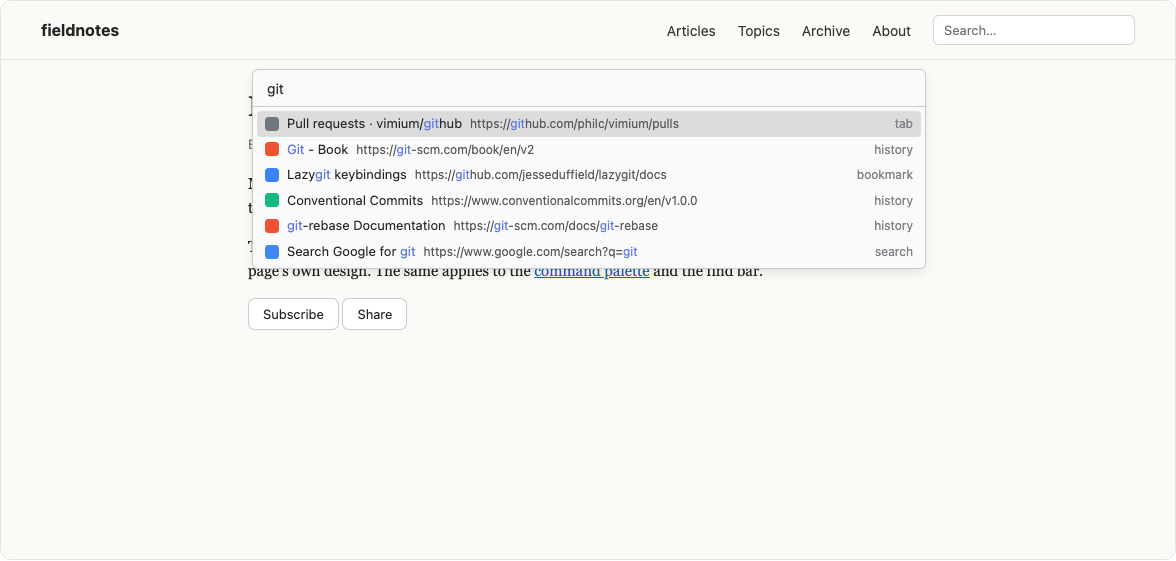 fieldnotes
Articles Topics Archive About Search…
git
Pull requests · vimium/github https://github.com/philc/vimium/pulls tab
Git - Book https://git-scm.com/book/en/v2 history
Lazygit keybindings https://github.com/jesseduffield/lazygit/docs bookmark
Conventional Commits https://www.conventionalcommits.org/en/v1.0.0 history
git-rebase Documentation https://git-scm.com/docs/git-rebase history
Search Google for git https://www.google.com/search?q=git search
page's own design. The same applies to the command palette and the find bar.
Subscribe Share